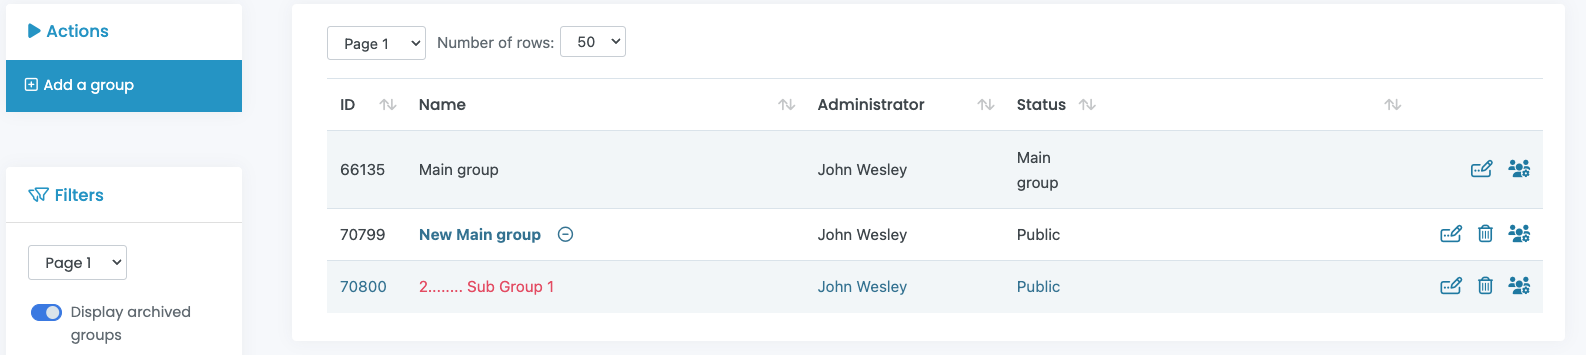 Actions
Add a group
Filters
Page 1
Display archived
groups
Page 1 Number of rows: 50
ID Name Administrator Status
66135 Main group John Wesley Main
group
70799 New Main group John Wesley Public
70800 2........ Sub Group 1 John Wesley Public